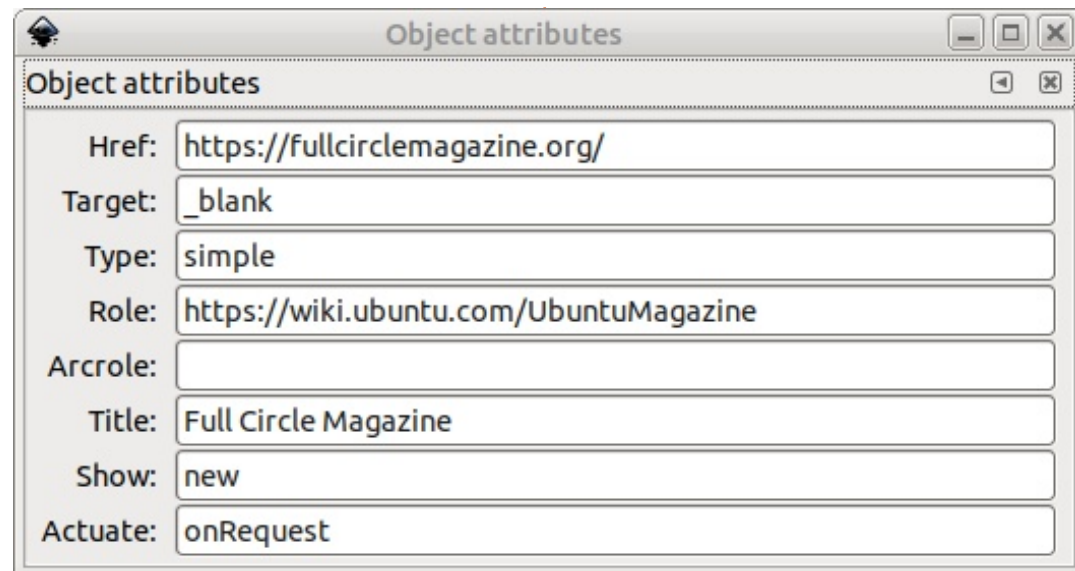 Object attributes
Object attributes
Href: https://fullcirclemagazine.org/
Target: _blank
Type: simple
Role: https://wiki.ubuntu.com/UbuntuMagazine
Arcrole:
Title: Full Circle Magazine
Show: new
Actuate: onRequest